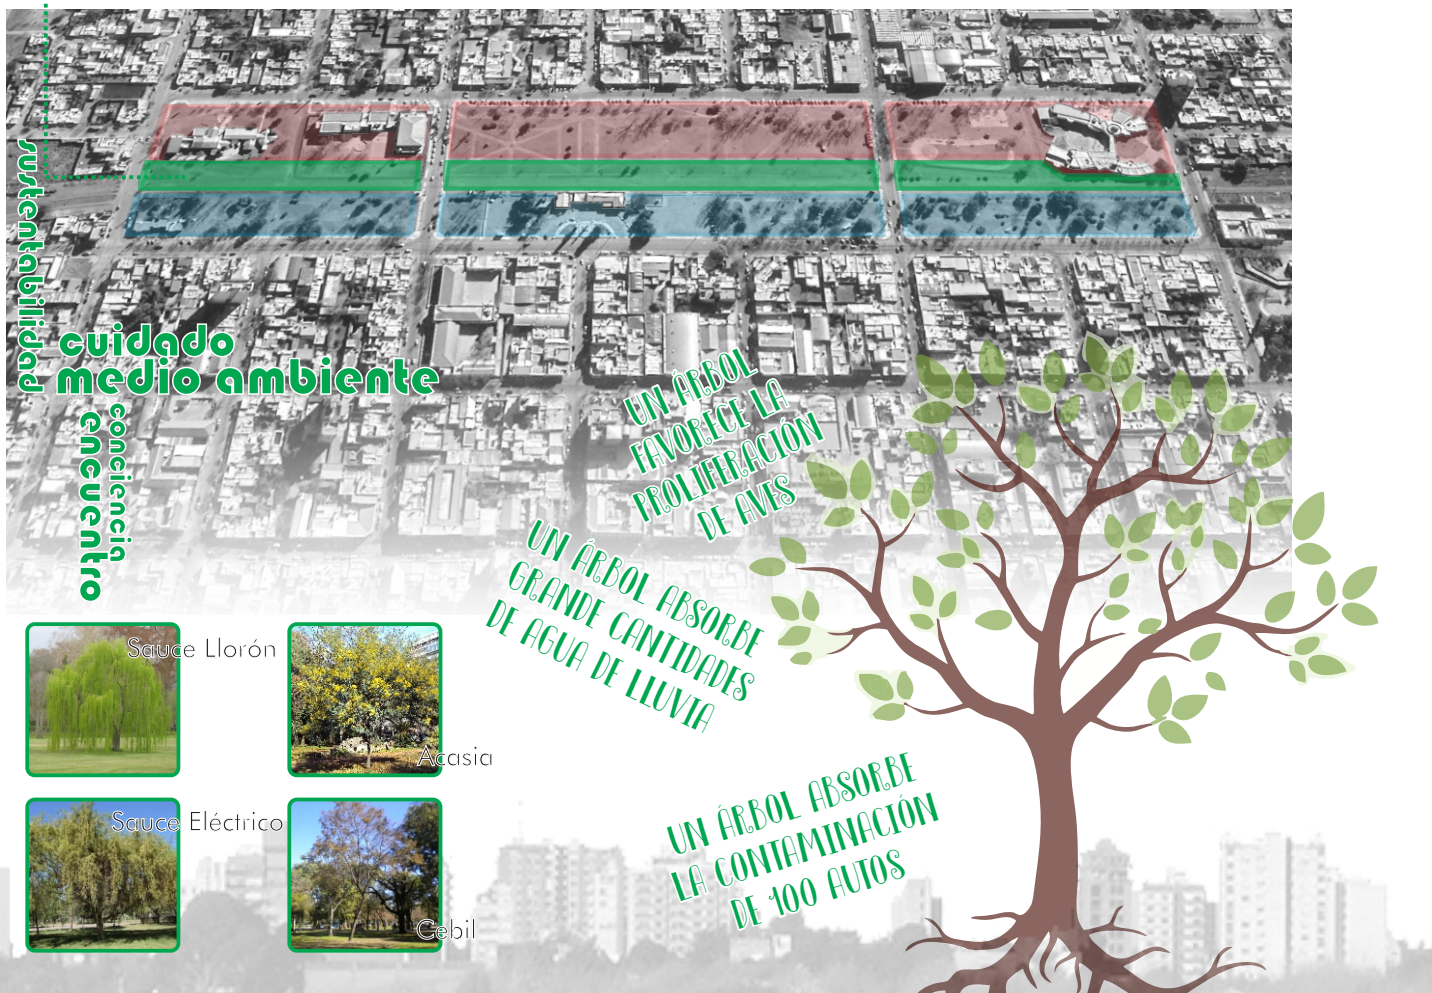 sustentabilidad
cuidado
medio ambiente
conciencia
encuentro
UN ÁRBOL
FAVORECE LA
PROLIFERACIÓN
DE AVES
UN ÁRBOL ABSORBE
GRANDE CANTIDADES
DE AGUA DE LLUVIA
Sauce Llorón
Acasia
Sauce Eléctrico
Cebil
UN ÁRBOL ABSORBE
LA CONTAMINACIÓN
DE 100 AUTOS